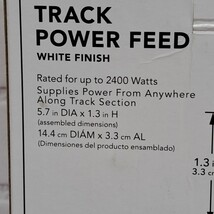 TRACK
POWER FEED
WHITE FINISH
Rated for up to 2400 Watts
Supplies Power From Anywhere
Along Track Section
5.7 in DIA x 1.3 in H
(assembled dimensions)
14.4 cm DIÁM x 3.3 cm AL
(Dimensiones del producto ensamblado)
1.3 i
3.3 c